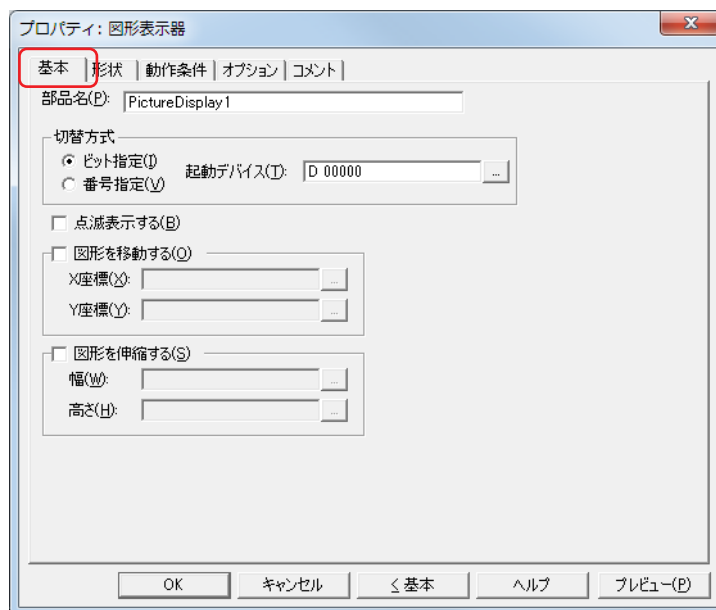 プロパティ: 図形表示器
基本 形状 動作条件 オプション コメント
部品名(P): PictureDisplay1
切替方式
ビット指定(I)
番号指定(V)
起動デバイス(T): D 00000 ...
点滅表示する(B)
図形を移動する(O)
X座標(X): ...
Y座標(Y): ...
図形を伸縮する(S)
幅(W): ...
高さ(H): ...
OK キャンセル < 基本 ヘルプ プレビュー(P)